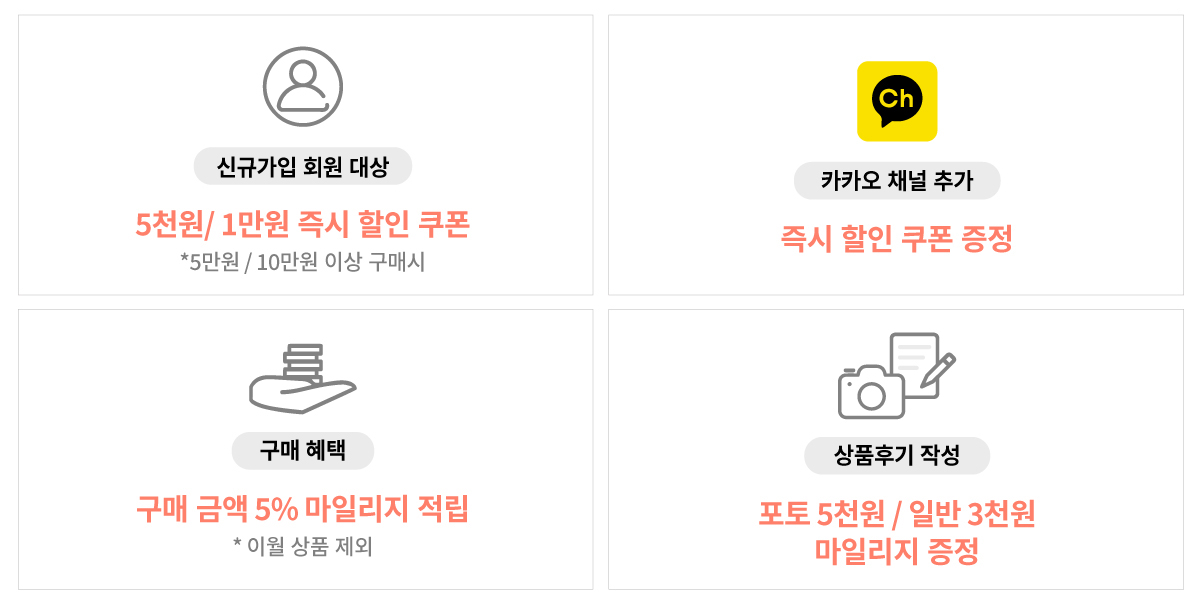 신규가입 회원 대상
5천원/ 1만원 즉시 할인 쿠폰
*5만원 / 10만원 이상 구매시
Ch
카카오 채널 추가
즉시 할인 쿠폰 증정
구매 혜택
구매 금액 5% 마일리지 적립
* 이월 상품 제외
상품후기 작성
포토 5천원 / 일반 3천원
마일리지 증정